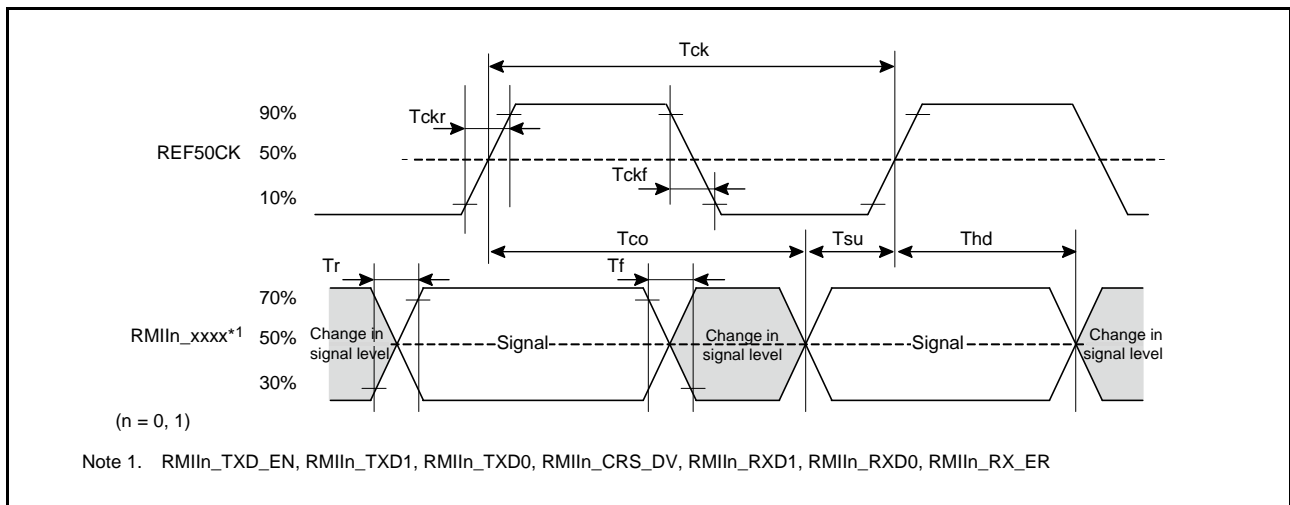 Tck
90%
Tckr
REF50CK
50%
Tckf
10%
Tco
Tsu
Thd
Tr
Tf
70%
RMIIn_xxxx*1
50%
Change in
signal level
Signal
Change in
signal level
Signal
Change in
signal level
30%
(n = 0, 1)
Note 1. RMIIn_TXD_EN, RMIIn_TXD1, RMIIn_TXD0, RMIIn_CRS_DV, RMIIn_RXD1, RMIIn_RXD0, RMIIn_RX_ER